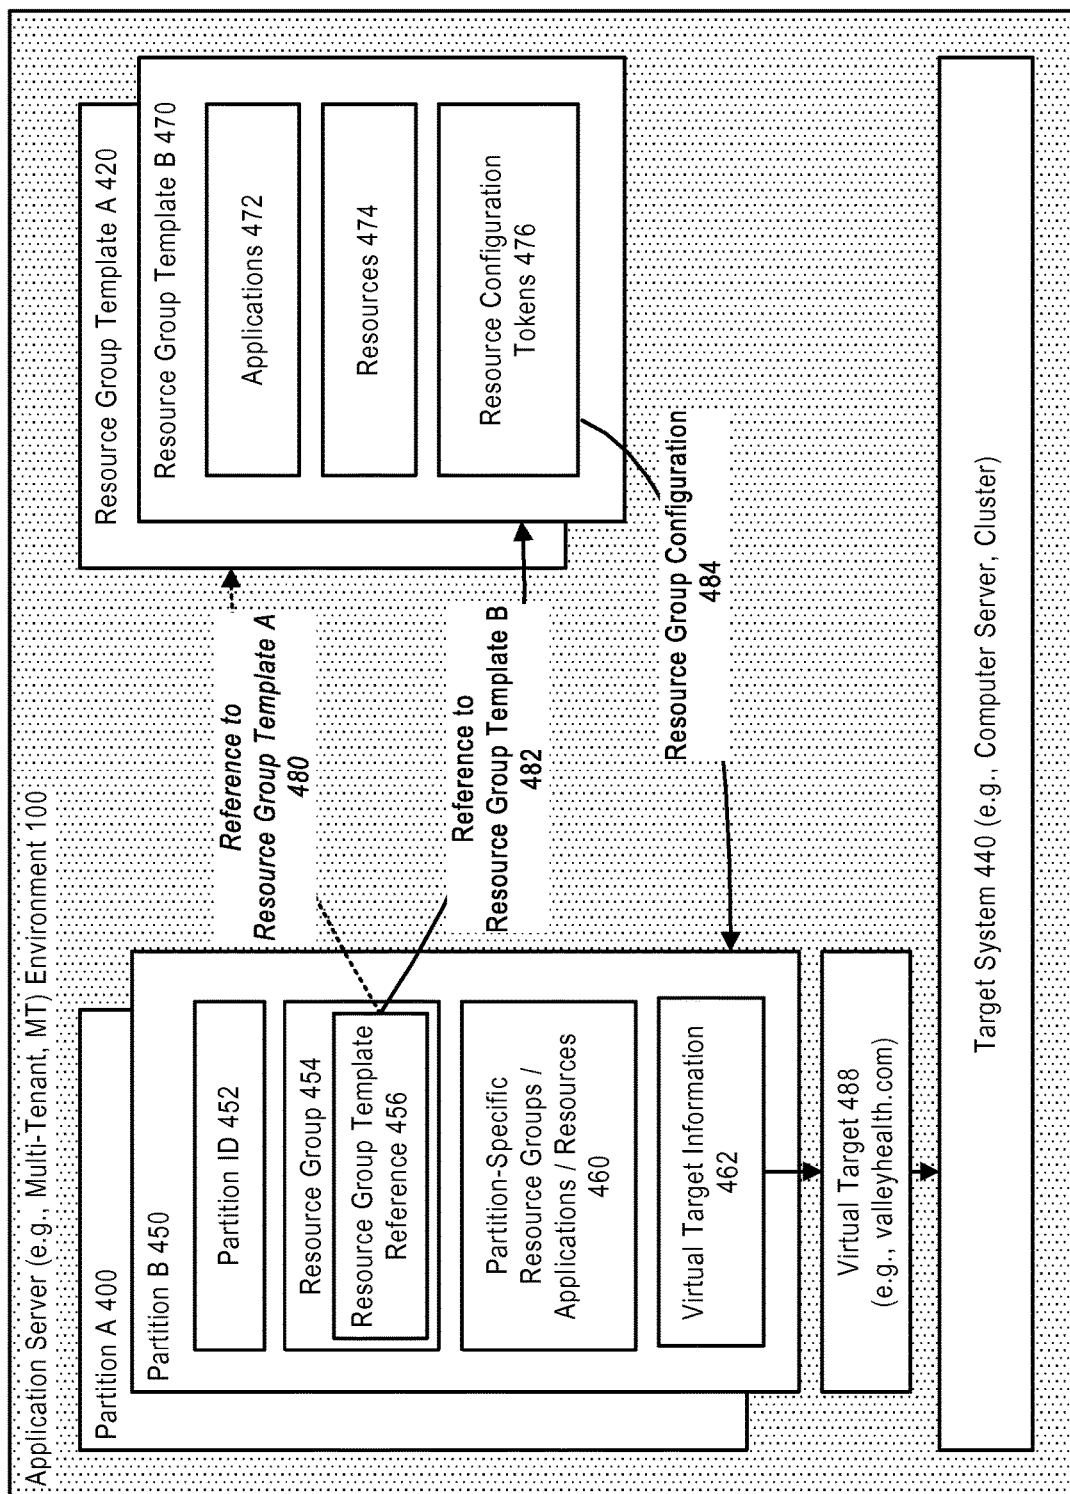 Application Server (e.g., Multi-Tenant, MT) Environment 100
Partition A 400
Partition B 450
Partition ID 452
Resource Group 454
Resource Group Template
Reference 456
Partition-Specific
Resource Groups /
Applications / Resources
460
Virtual Target Information
462
Virtual Target 488
(e.g., valleyhealth.com)
Reference to
Resource Group Template A
480
Reference to
Resource Group Template B
482
Resource Group Configuration
484
Resource Group Template A 420
Resource Group Template B 470
Applications 472
Resources 474
Resource Configuration
Tokens 476
Target System 440 (e.g., Computer Server, Cluster)